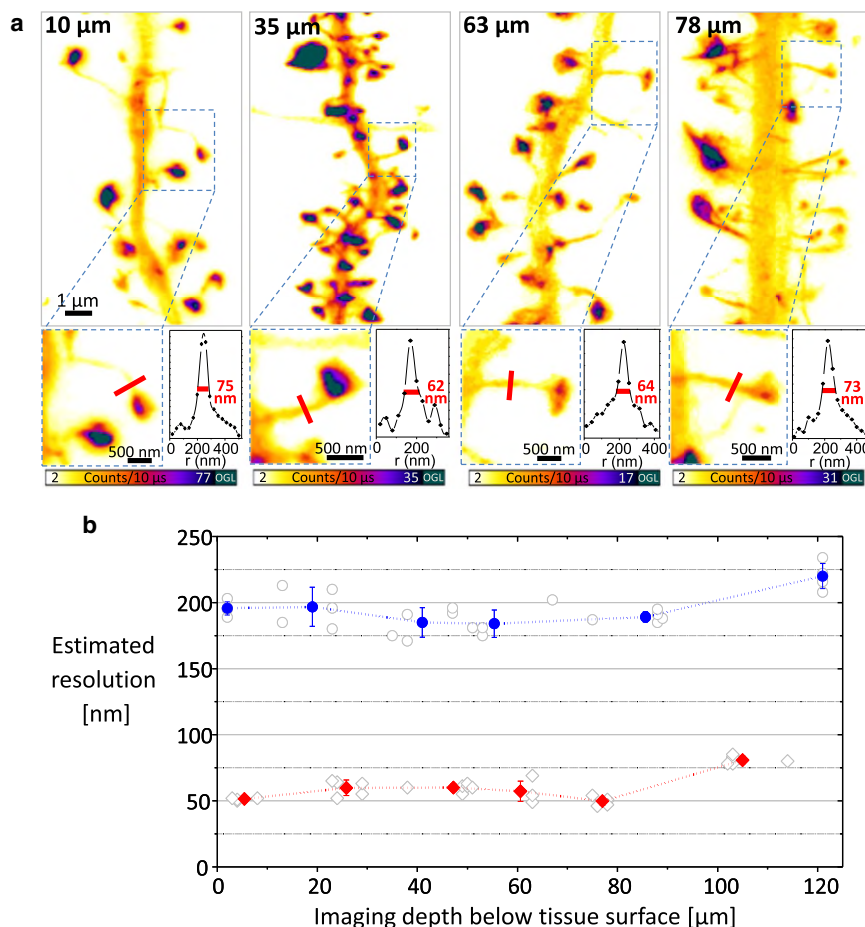 a
10 µm
35 µm
63 µm
78 µm
1 µm
75
nm
500 nm
0 200 400
r (nm)
62
nm
500 nm
0 200
r (nm)
64
nm
500 nm
0 200 400
r (nm)
73
nm
500nm
0 200 400
r (nm)
2 Counts/10 µs 77 OGL
2 Counts/10 µs 35 OGL
2 Counts/10 µs 17 OGL
2 Counts/10 µs 31 OGL
b
Estimated
resolution
[nm]
250
200
150
100
50
0
0 20 40 60 80 100 120
Imaging depth below tissue surface [µm]